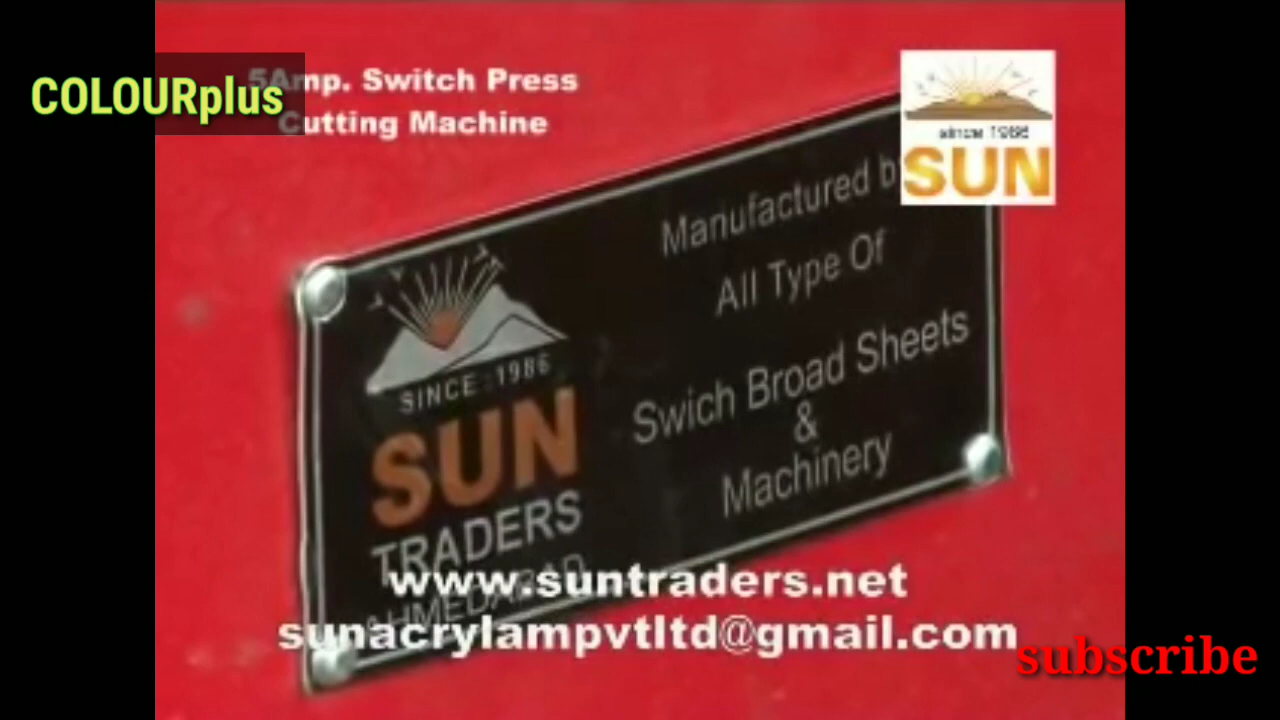 COLOURplus
5Amp. Switch Press
Cutting Machine
since 1986
SUN
Manufactured by
All Type Of
Swich Broad Sheets
&
Machinery
SINCE 1986
SUN
TRADERS
AHMEDABAD
www.suntraders.net
sunacrylampvtltd@gmail.com
subscribe